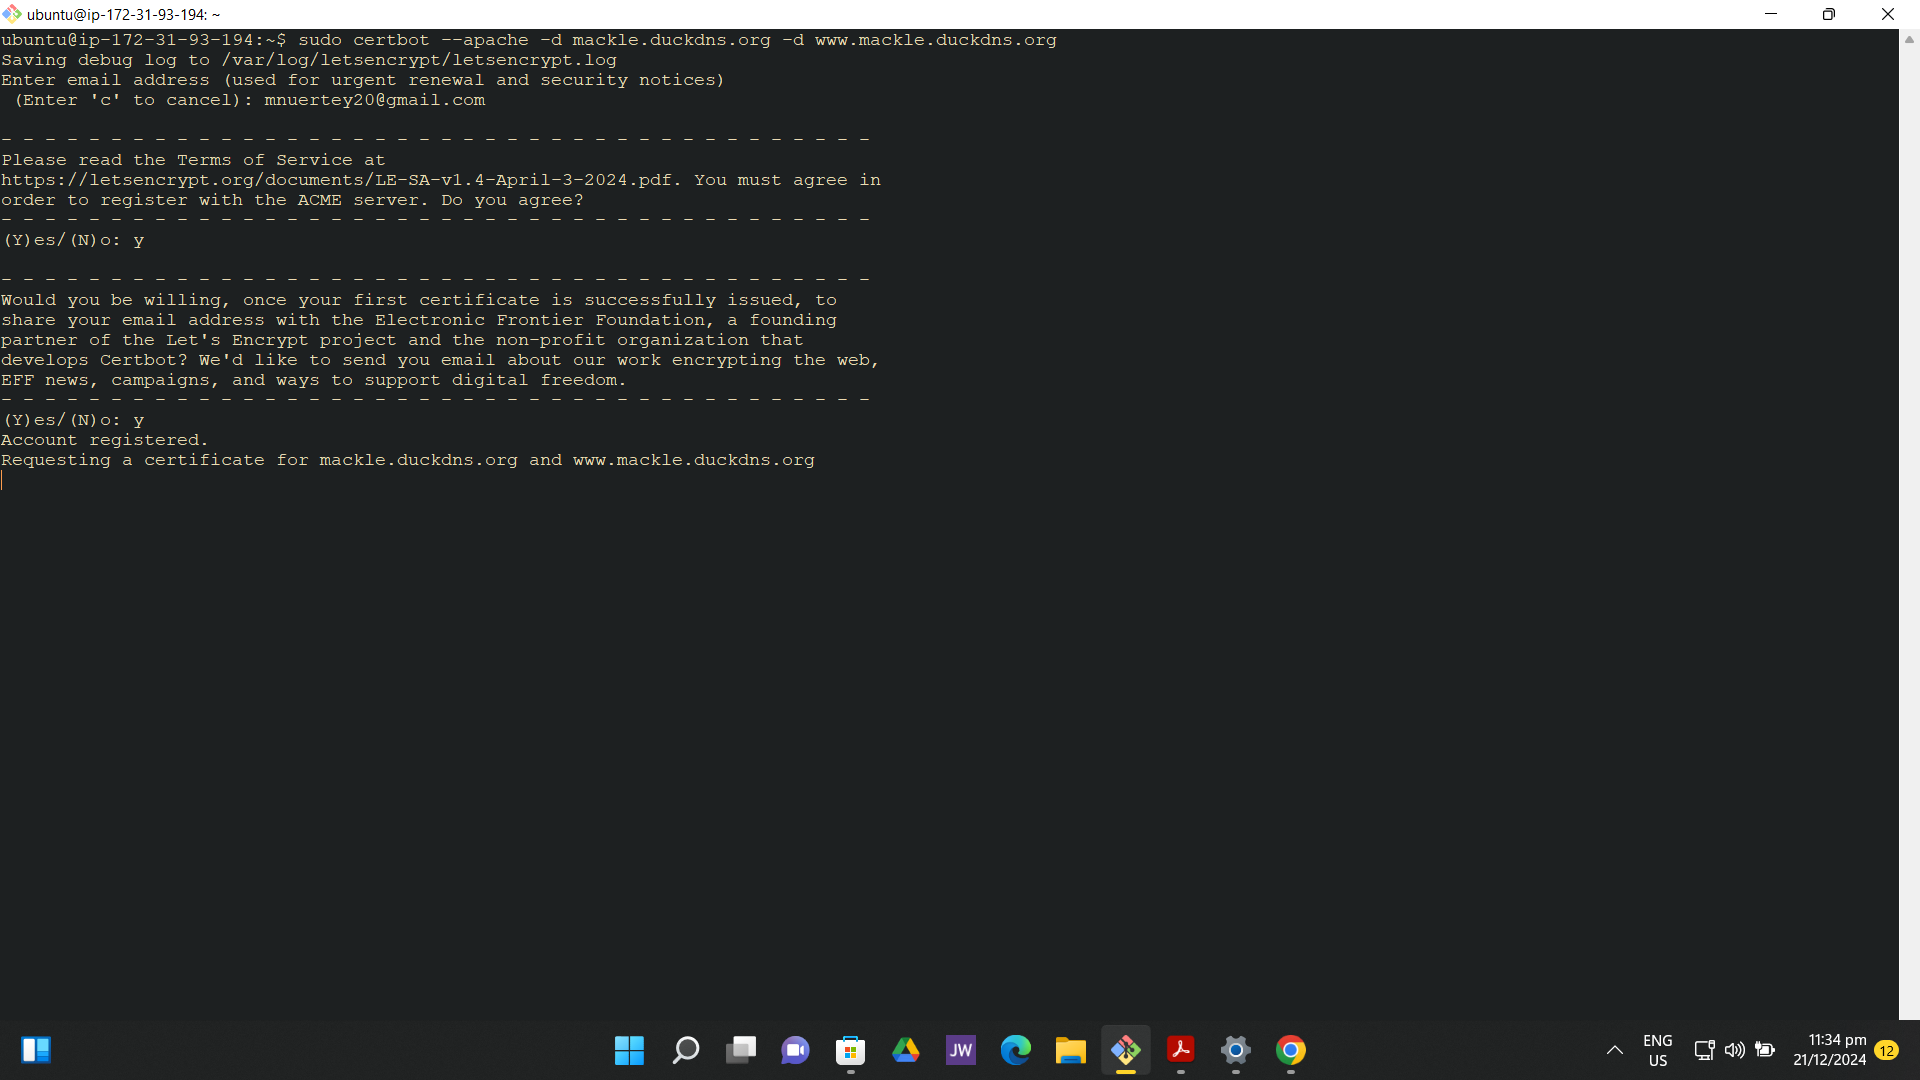 ubuntu@ip-172-31-93-194: ~
ubuntu@ip-172-31-93-194:~$ sudo certbot --apache -d mackle.duckdns.org -d www.mackle.duckdns.org
Saving debug log to /var/log/letsencrypt/letsencrypt.log
Enter email address (used for urgent renewal and security notices)
 (Enter 'c' to cancel): mnuertey20@gmail.com

- - - - - - - - - - - - - - - - - - - - - - - - - - - - - - - - - - - - - - - -
Please read the Terms of Service at
https://letsencrypt.org/documents/LE-SA-v1.4-April-3-2024.pdf. You must agree in
order to register with the ACME server. Do you agree?
- - - - - - - - - - - - - - - - - - - - - - - - - - - - - - - - - - - - - - - -
(Y)es/(N)o: y

- - - - - - - - - - - - - - - - - - - - - - - - - - - - - - - - - - - - - - - -
Would you be willing, once your first certificate is successfully issued, to
share your email address with the Electronic Frontier Foundation, a founding
partner of the Let's Encrypt project and the non-profit organization that
develops Certbot? We'd like to send you email about our work encrypting the web,
EFF news, campaigns, and ways to support digital freedom.
- - - - - - - - - - - - - - - - - - - - - - - - - - - - - - - - - - - - - - - -
(Y)es/(N)o: y
Account registered.
Requesting a certificate for mackle.duckdns.org and www.mackle.duckdns.org
JW
ENG
US
11:34 pm
21/12/2024
12